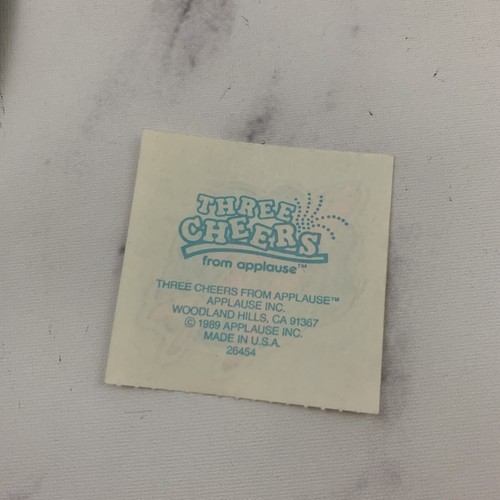 THREE
CHEERS
from applause™
THREE CHEERS FROM APPLAUSE™
APPLAUSE INC.
WOODLAND HILLS, CA 91367
© 1989 APPLAUSE INC.
MADE IN U.S.A.
26454